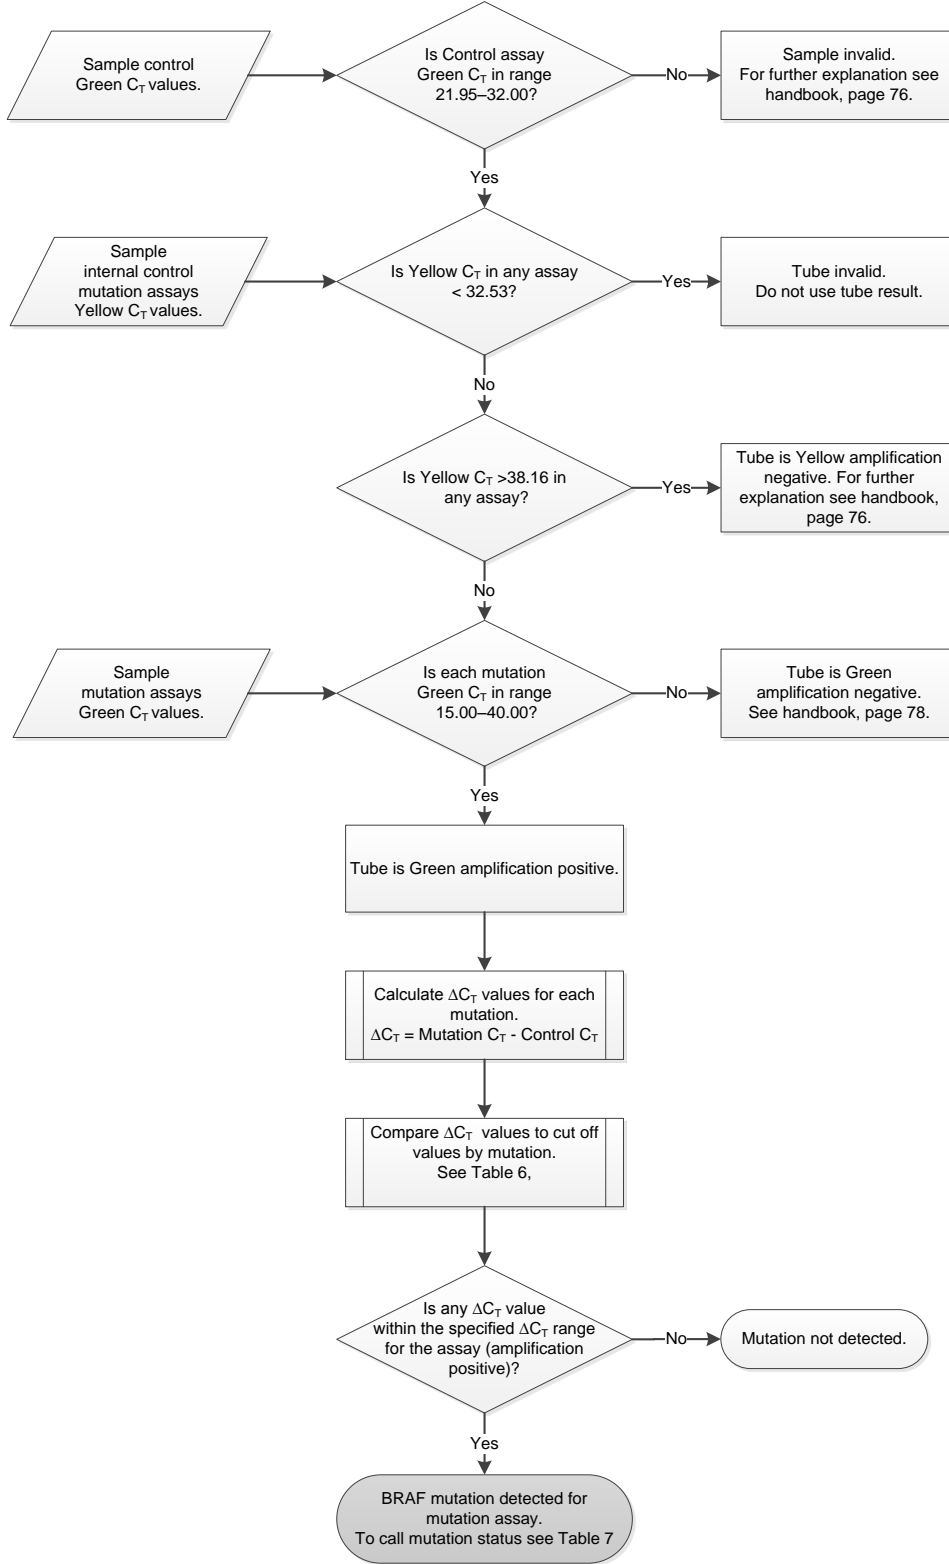 Sample control
Green CT values.
Is Control assay
Green CT in range
21.95–32.00?
No
Sample invalid.
For further explanation see
handbook, page 76.
Yes
Sample
internal control
mutation assays
Yellow CT values.
Is Yellow CT in any assay
< 32.53?
Yes
Tube invalid.
Do not use tube result.
No
Is Yellow CT >38.16 in
any assay?
Yes
Tube is Yellow amplification
negative. For further
explanation see handbook,
page 76.
No
Sample
mutation assays
Green CT values.
Is each mutation
Green CT in range
15.00–40.00?
No
Tube is Green
amplification negative.
See handbook, page 78.
Yes
Tube is Green amplification positive.
Calculate ΔCT values for each
mutation.
ΔCT = Mutation CT - Control CT
Compare ΔCT values to cut off
values by mutation.
See Table 6,
Is any ΔCT value
within the specified ΔCT range
for the assay (amplification
positive)?
No
Mutation not detected.
Yes
BRAF mutation detected for
mutation assay.
To call mutation status see Table 7